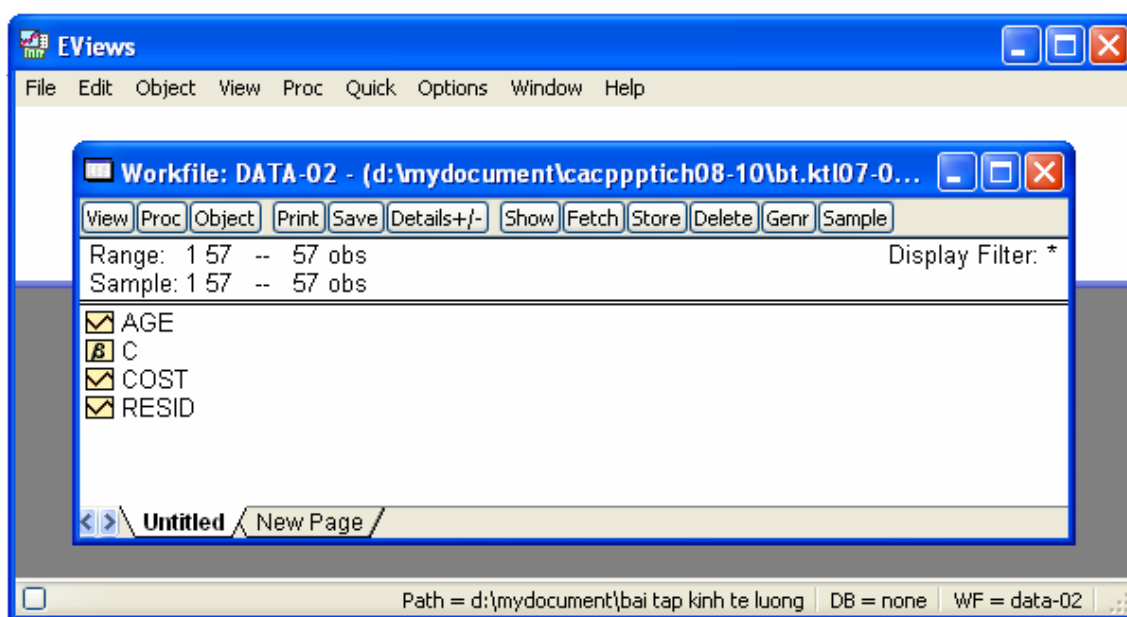 EViews
File Edit Object View Proc Quick Options Window Help
Workfile: DATA-02 - (d:\mydocument\cacppptich08-10\bt.ktl07-0...
View Proc Object Print Save Details+/- Show Fetch Store Delete Genr Sample
Range: 1 57 -- 57 obs Display Filter: *
Sample: 1 57 -- 57 obs
AGE
β C
COST
RESID
Untitled New Page
Path = d:\mydocument\bai tap kinh te luong DB = none WF = data-02